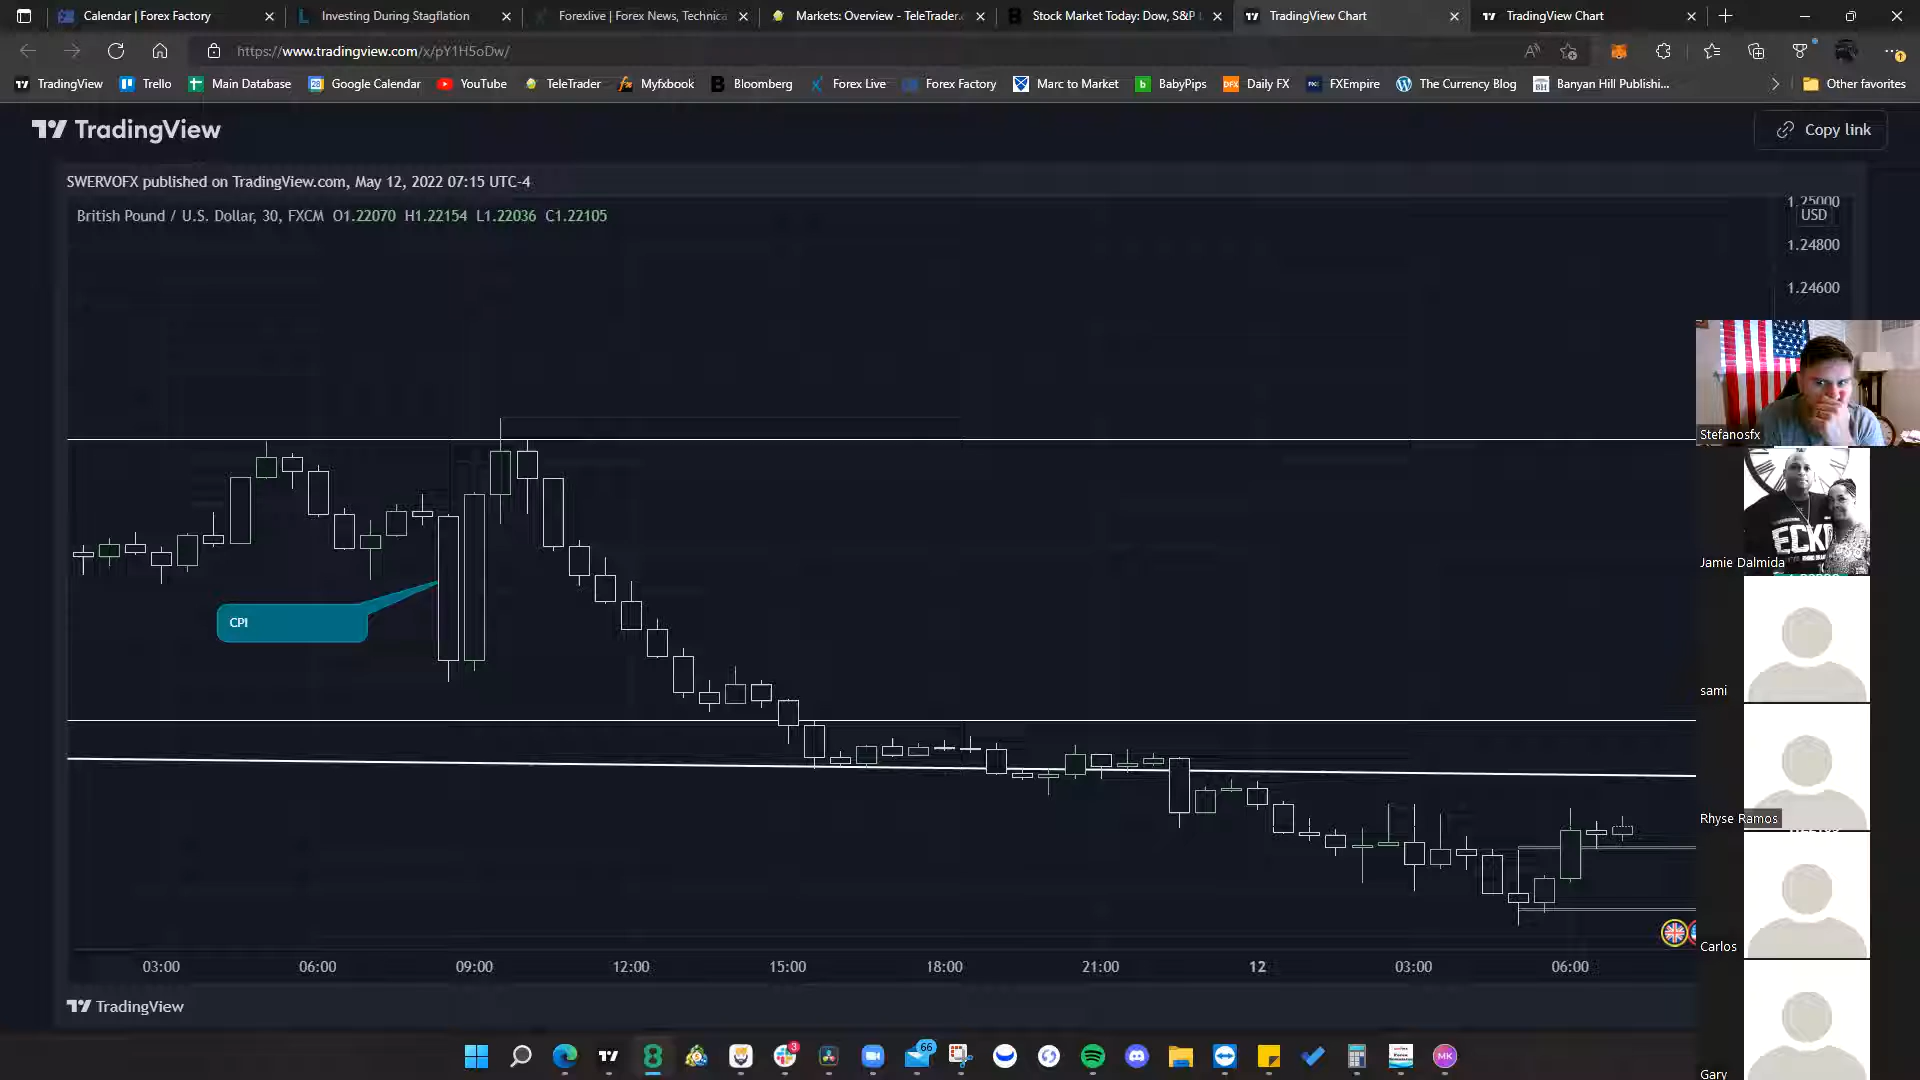 Calendar | Forex Factory
Investing During Stagflation
Forexlive | Forex News, Technica
Markets: Overview - TeleTrader.
Stock Market Today: Dow, S&P
TradingView Chart
TradingView Chart
https://www.tradingview.com/x/pY1H5oDw/
TradingView
Trello
Main Database
Google Calendar
YouTube
TeleTrader
Myfxbook
Bloomberg
Forex Live
Forex Factory
Marc to Market
BabyPips
Daily FX
FXEmpire
The Currency Blog
Banyan Hill Publishi...
Other favorites
TradingView
Copy link
SWERVOFX published on TradingView.com, May 12, 2022 07:15 UTC-4
British Pound / U.S. Dollar, 30, FXCM O1.22070 H1.22154 L1.22036 C1.22105
1.25000
USD
1.24800
1.24600
Stefanosfx
ECK
Jamie Dalmida
CPI
sami
Rhyse Ramos
Carlos
03:00
06:00
09:00
12:00
15:00
18:00
21:00
12
03:00
06:00
TradingView
Gary
3
66
MK